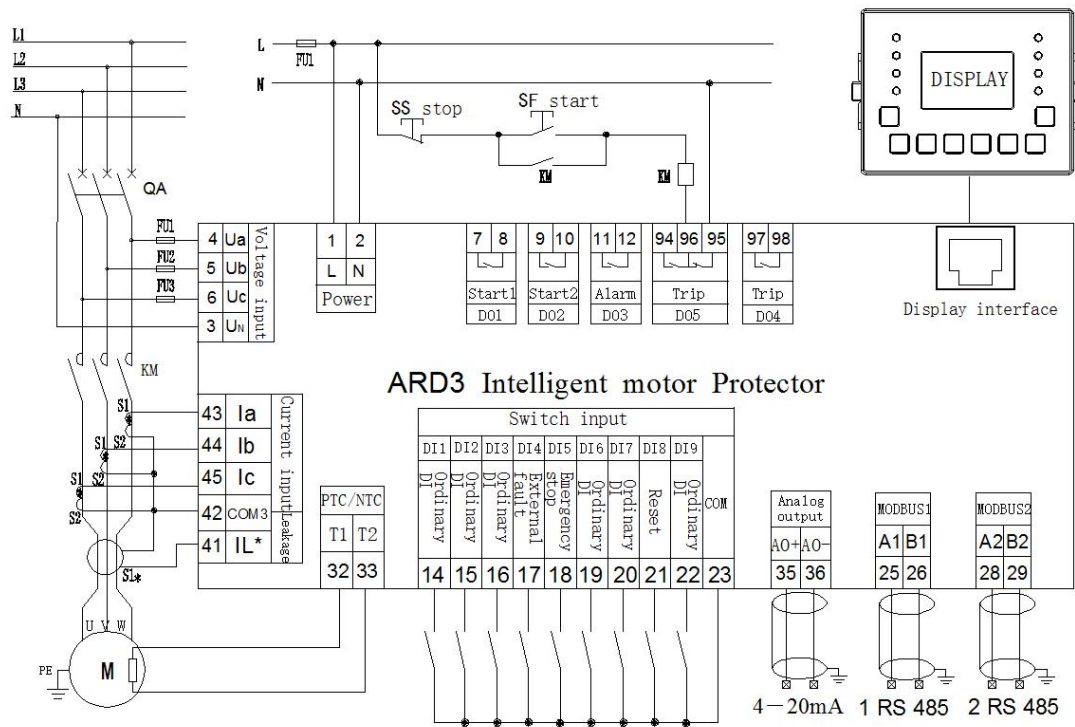 L1
L2
L3
N
L
FU1
N
SS stop
SF start
KM
KM
DISPLAY
QA
FU1
FU2
FU3
4 Ua
5 Ub
6 Uc
3 UN
Voltage input
1 2
L N
Power
7 8
Start1
DO1
9 10
Start2
DO2
11 12
Alarm
DO3
94 96 95
Trip
DO5
97 98
Trip
DO4
Display interface
KM
ARD3 Intelligent motor Protector
S1
S2
S1
S2
S1
S2
43 Ia
44 Ib
45 Ic
42 COM3
41 IL*
Current input
Leakage
S1*
PTC/NTC
T1 T2
32 33
Switch input
DI1 DI2 DI3 DI4 DI5 DI6 DI7 DI8 DI9
Ordinary DI
Ordinary DI
Ordinary DI
External fault
Emergency stop
Ordinary DI
Ordinary DI
Reset
Ordinary DI
COM
14 15 16 17 18 19 20 21 22 23
Analog
output
AO+ AO-
35 36
MODBUS1
A1 B1
25 26
MODBUS2
A2 B2
28 29
U V W
PE
M
4－20mA
1 RS 485
2 RS 485